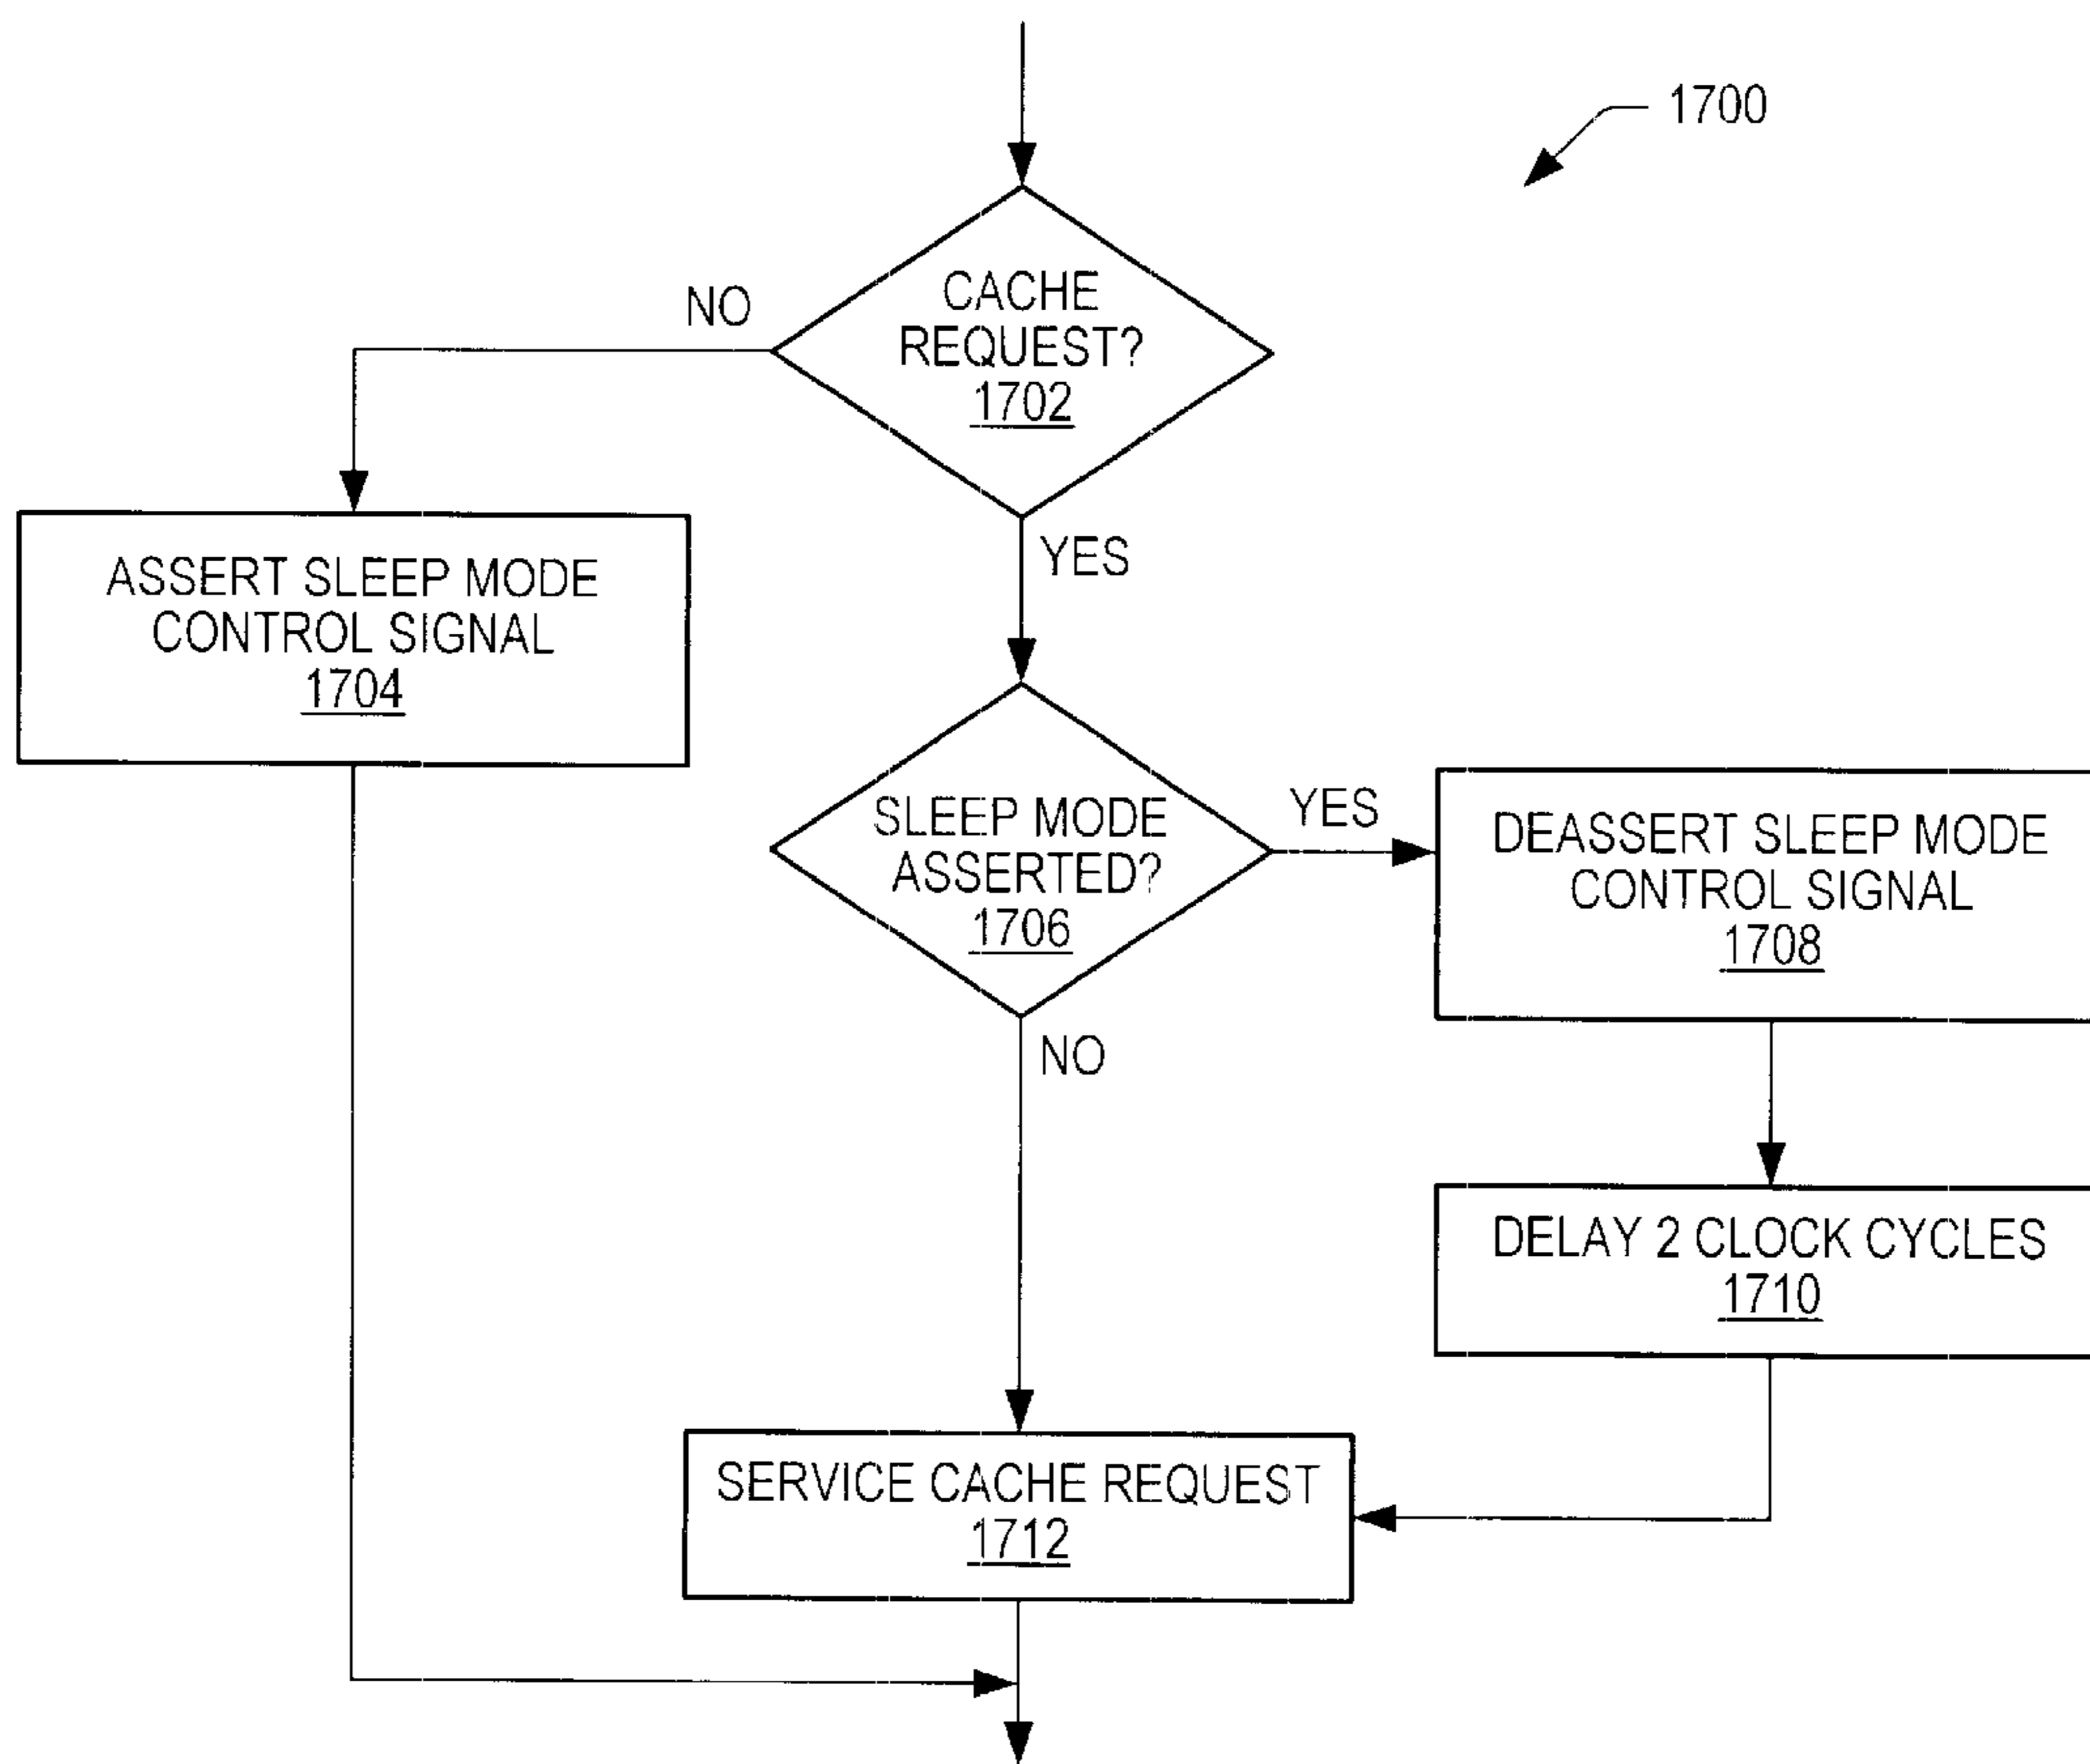 1700
CACHE
REQUEST?
1702
NO
YES
ASSERT SLEEP MODE
CONTROL SIGNAL
1704
SLEEP MODE
ASSERTED?
1706
YES
NO
DEASSERT SLEEP MODE
CONTROL SIGNAL
1708
DELAY 2 CLOCK CYCLES
1710
SERVICE CACHE REQUEST
1712